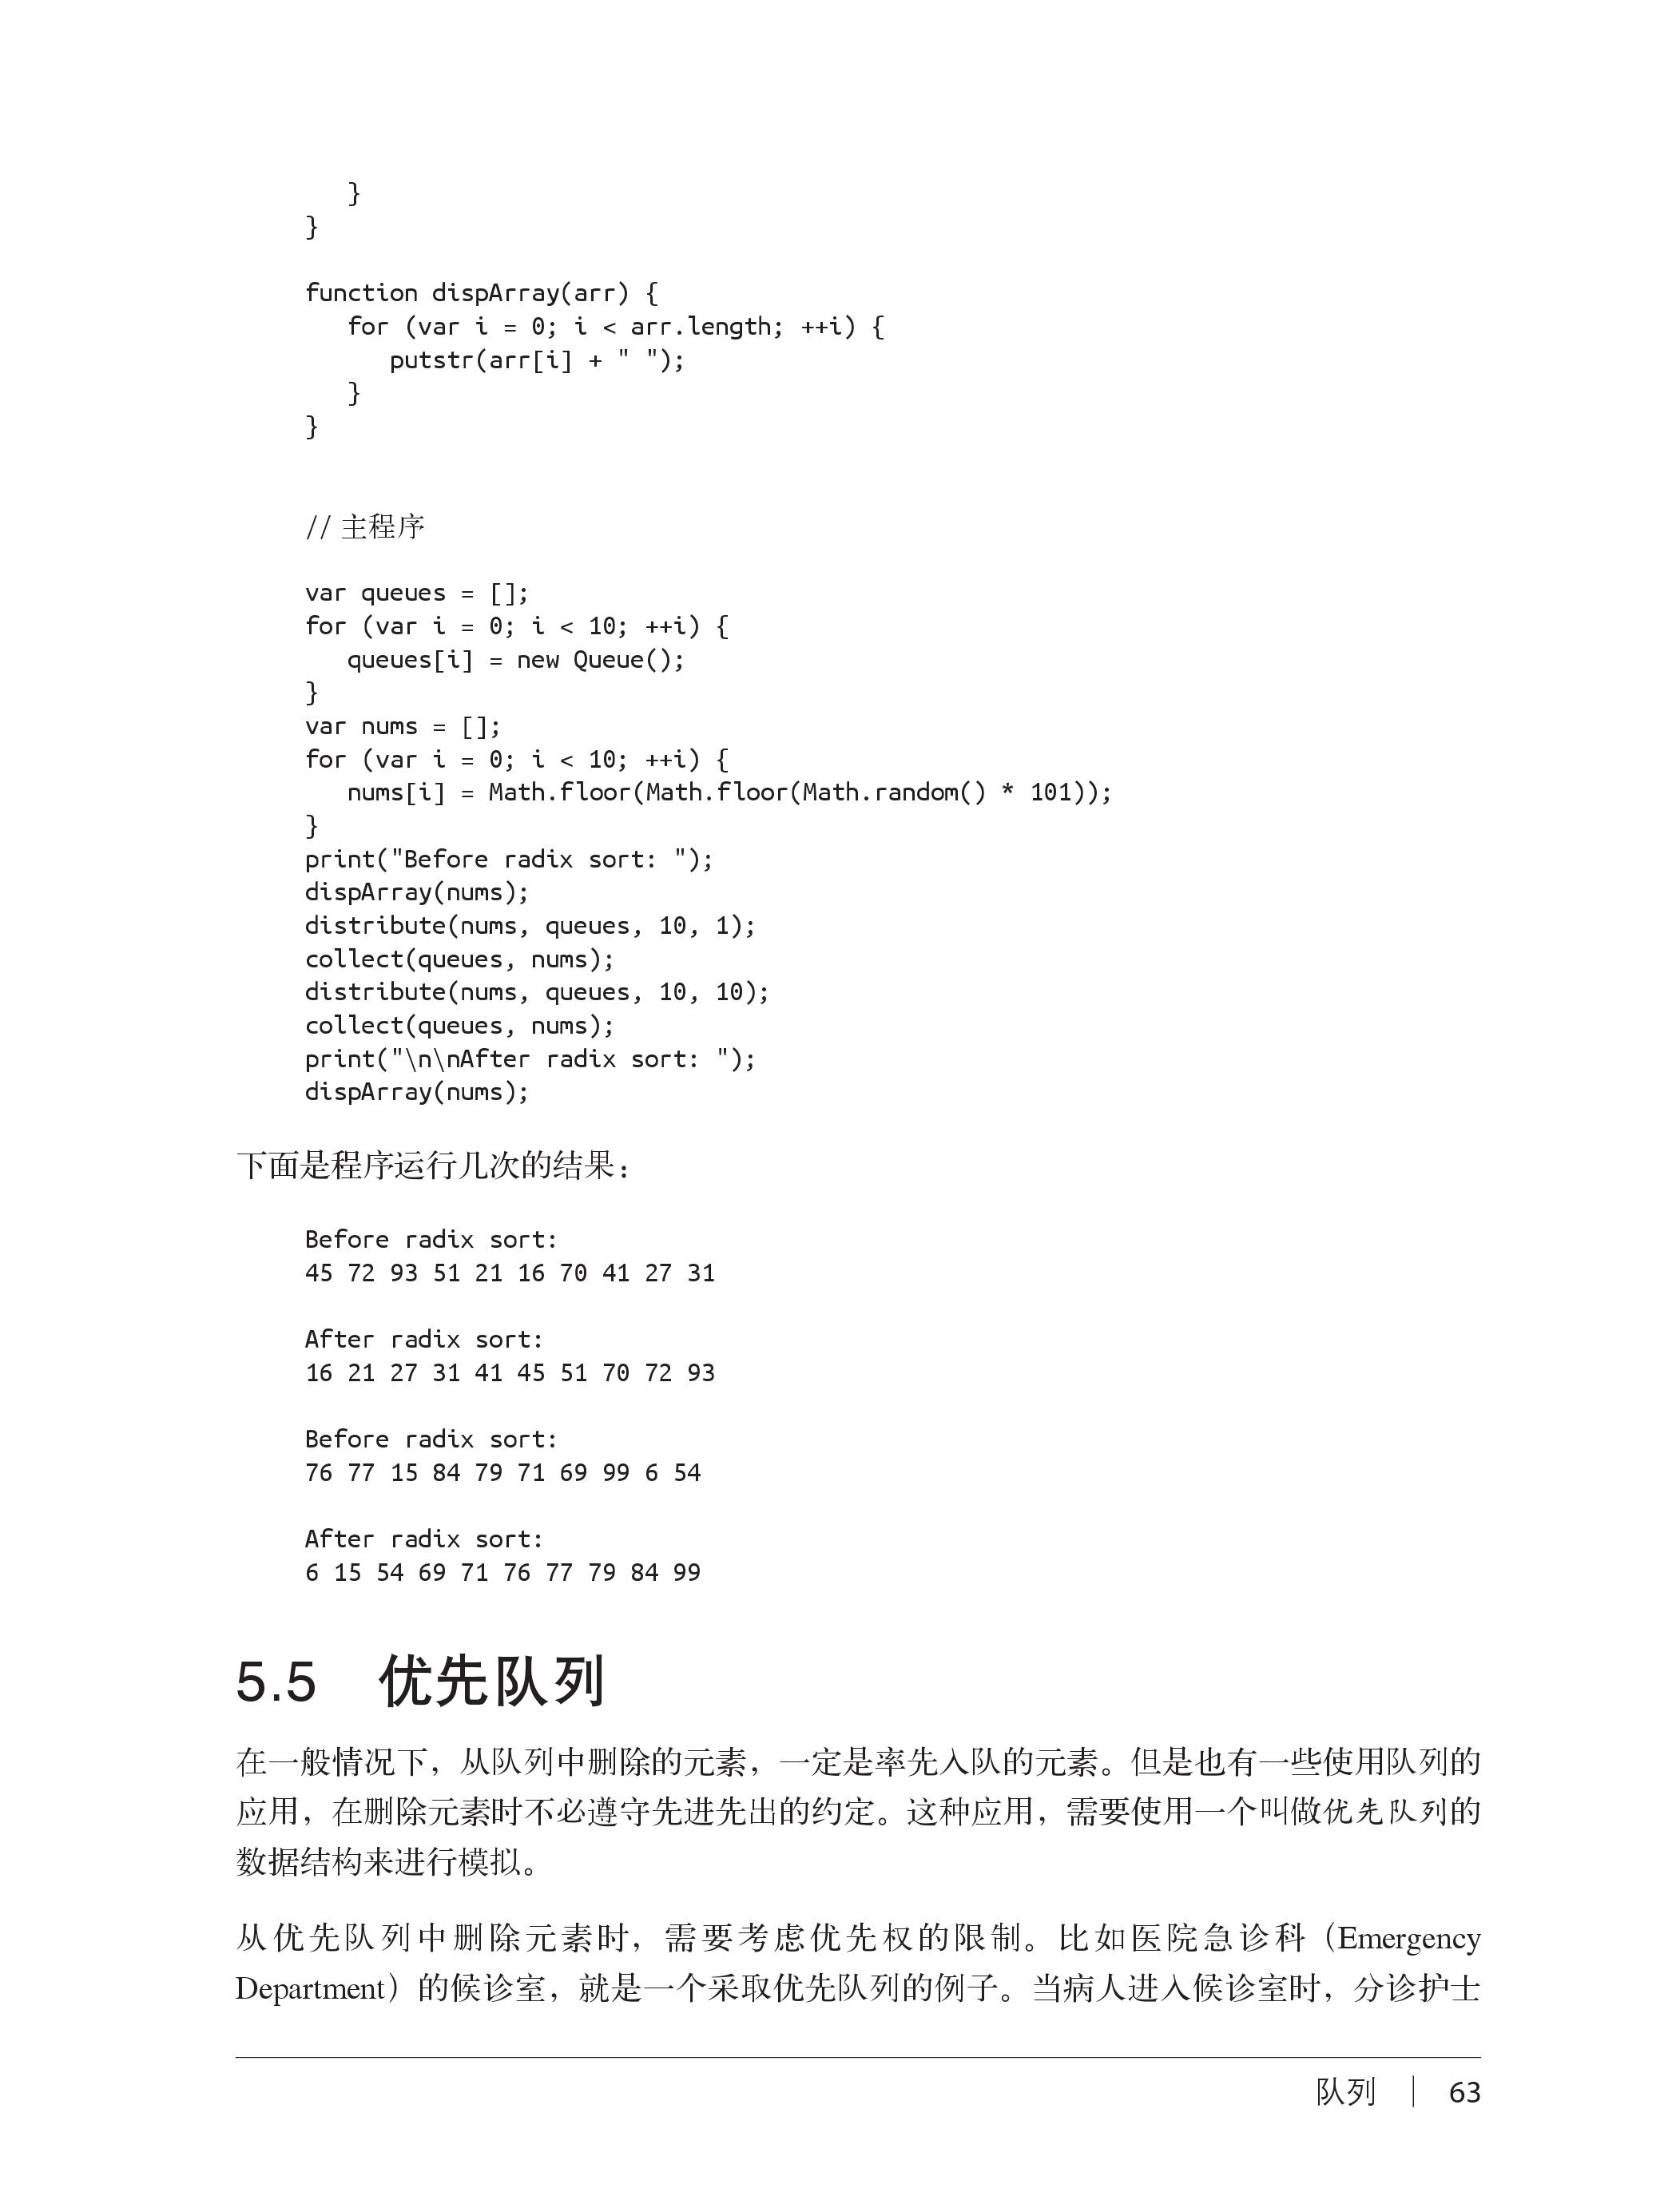 }
}
function dispArray(arr) {
   for (var i = 0; i < arr.length; ++i) {
      putstr(arr[i] + " ");
   }
}
// 主程序
var queues = [];
for (var i = 0; i < 10; ++i) {
   queues[i] = new Queue();
}
var nums = [];
for (var i = 0; i < 10; ++i) {
   nums[i] = Math.floor(Math.floor(Math.random() * 101));
}
print("Before radix sort: ");
dispArray(nums);
distribute(nums, queues, 10, 1);
collect(queues, nums);
distribute(nums, queues, 10, 10);
collect(queues, nums);
print("\n\nAfter radix sort: ");
dispArray(nums);
下面是程序运行几次的结果：
Before radix sort:
45 72 93 51 21 16 70 41 27 31
After radix sort:
16 21 27 31 41 45 51 70 72 93
Before radix sort:
76 77 15 84 79 71 69 99 6 54
After radix sort:
6 15 54 69 71 76 77 79 84 99
5.5 优先队列
在一般情况下，从队列中删除的元素，一定是率先入队的元素。但是也有一些使用队列的
应用，在删除元素时不必遵守先进先出的约定。这种应用，需要使用一个叫做优先队列的
数据结构来进行模拟。
从优先队列中删除元素时，需要考虑优先权的限制。比如医院急诊科（Emergency
Department）的候诊室，就是一个采取优先队列的例子。当病人进入候诊室时，分诊护士
队列 | 63